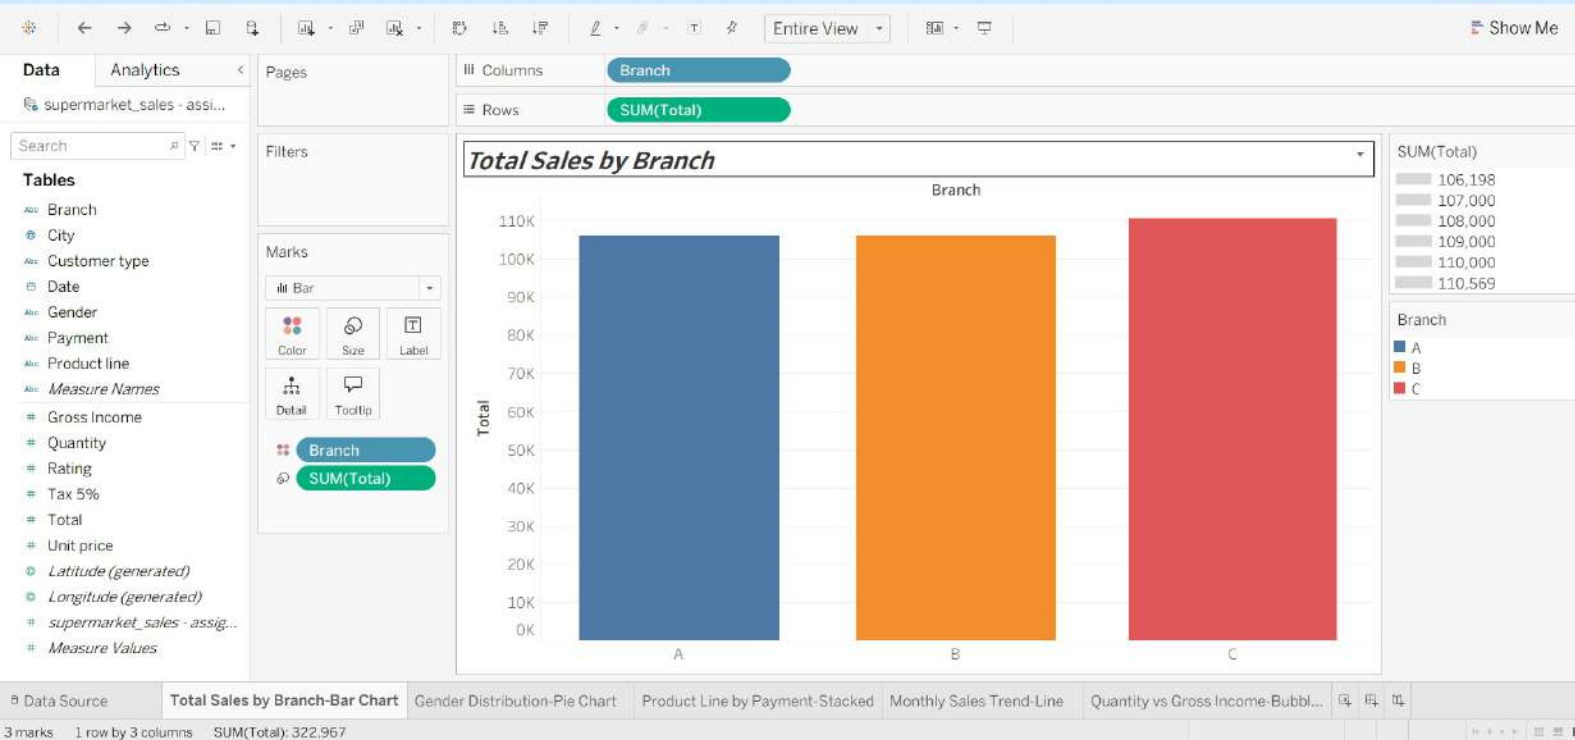 Entire View
Show Me
Data
Analytics
supermarket_sales - assi...
Search
Tables
Abc Branch
City
Abc Customer type
Date
Abc Gender
Abc Payment
Abc Product line
Abc Measure Names
# Gross Income
# Quantity
# Rating
# Tax 5%
# Total
# Unit price
Latitude (generated)
Longitude (generated)
# supermarket_sales - assig...
# Measure Values
Pages
Filters
Marks
Bar
Color
Size
Label
Detail
Tooltip
Branch
SUM(Total)
Columns
Branch
Rows
SUM(Total)
Total Sales by Branch
Branch
110K
100K
90K
80K
70K
60K
50K
40K
30K
20K
10K
0K
Total
A
B
C
SUM(Total)
106,198
107,000
108,000
109,000
110,000
110,569
Branch
A
B
C
Data Source
Total Sales by Branch-Bar Chart
Gender Distribution-Pie Chart
Product Line by Payment-Stacked
Monthly Sales Trend-Line
Quantity vs Gross Income-Bubbl...
3 marks
1 row by 3 columns
SUM(Total): 322,967